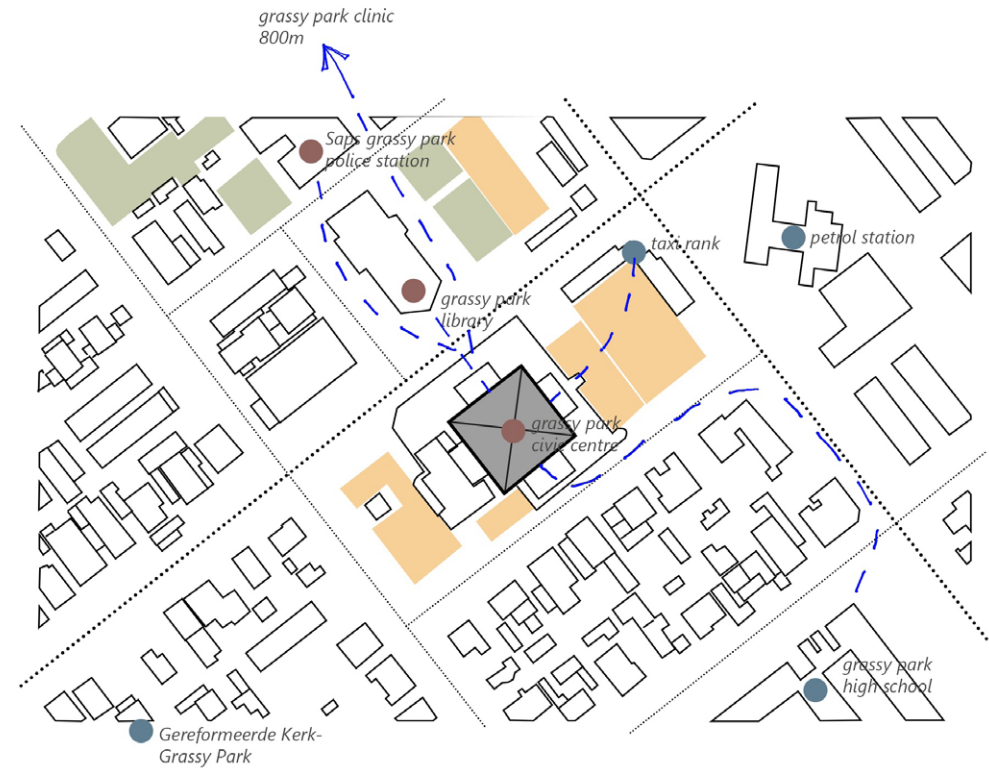 grassy park clinic
800m
Saps grassy park
police station
taxi rank
petrol station
grassy park
library
grassy park
civic centre
grassy park
high school
Gereformeerde Kerk-
Grassy Park